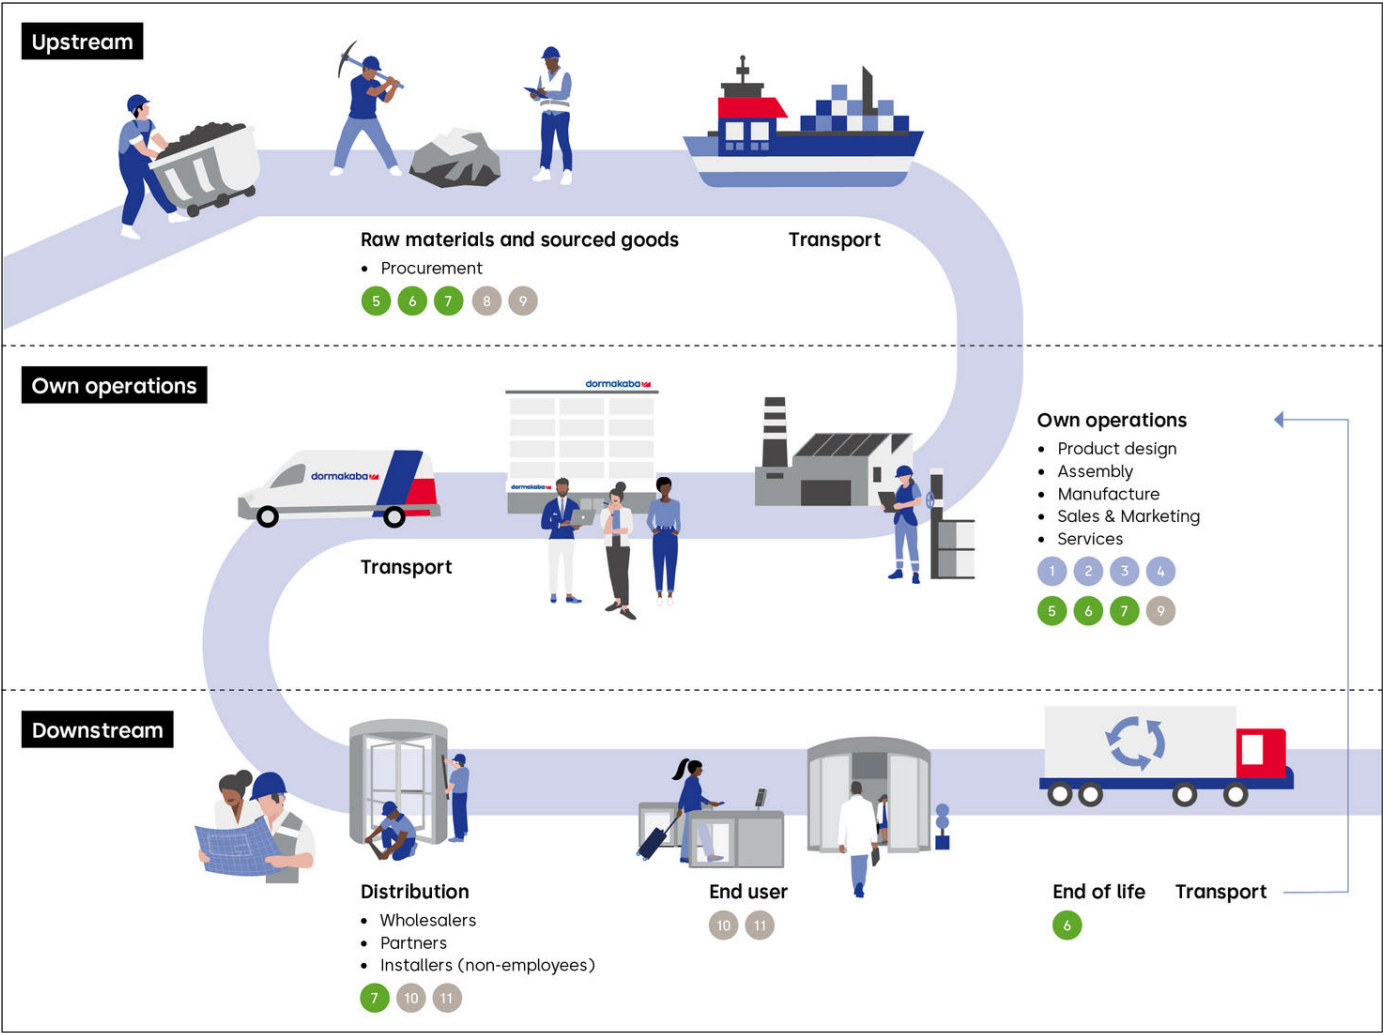 Upstream
Raw materials and sourced goods
• Procurement
5 6 7 8 9
Transport
Own operations
dormakaba
dormakaba
dormakaba
Transport
Own operations
• Product design
• Assembly
• Manufacture
• Sales & Marketing
• Services
1 2 3 4
5 6 7 9
Downstream
Distribution
• Wholesalers
• Partners
• Installers (non-employees)
7 10 11
End user
10 11
End of life
6
Transport